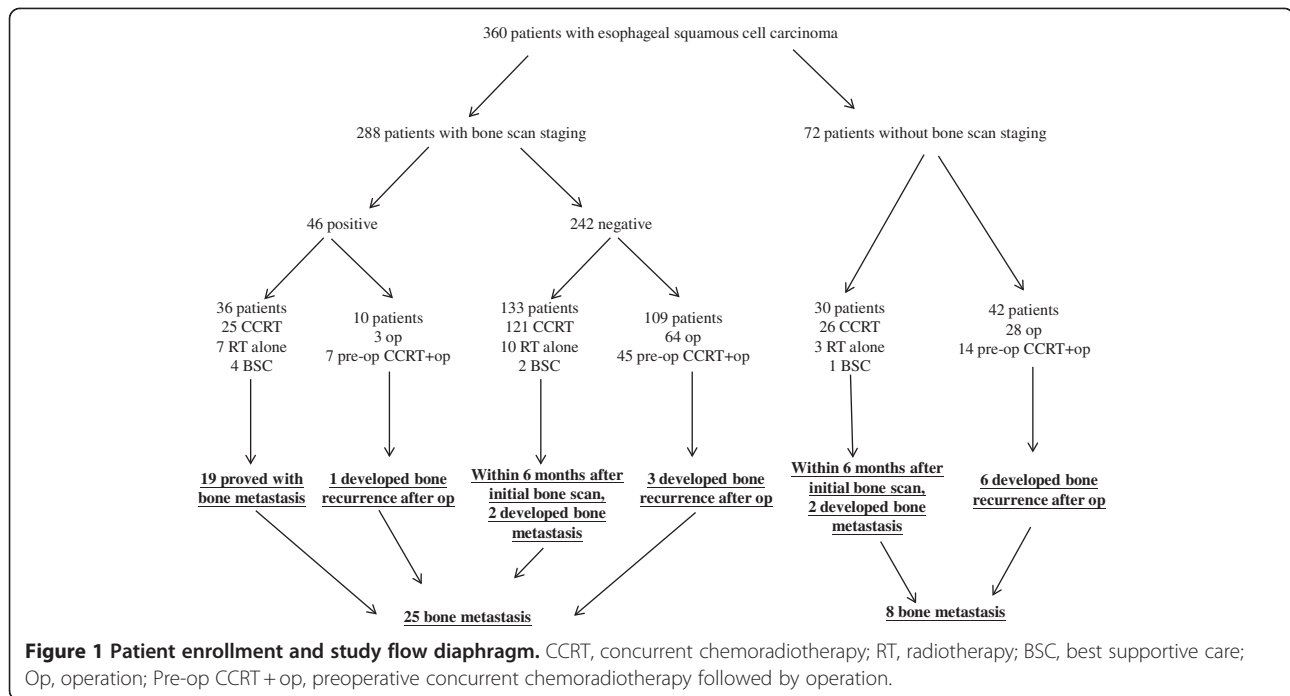 360 patients with esophageal squamous cell carcinoma
288 patients with bone scan staging
72 patients without bone scan staging
46 positive
242 negative
36 patients
25 CCRT
7 RT alone
4 BSC
10 patients
3 op
7 pre-op CCRT+op
133 patients
121 CCRT
10 RT alone
2 BSC
109 patients
64 op
45 pre-op CCRT+op
30 patients
26 CCRT
3 RT alone
1 BSC
42 patients
28 op
14 pre-op CCRT+op
19 proved with
bone metastasis
1 developed bone
recurrence after op
Within 6 months after
initial bone scan,
2 developed bone
metastasis
3 developed bone
recurrence after op
Within 6 months after
initial bone scan,
2 developed bone
metastasis
6 developed bone
recurrence after op
25 bone metastasis
8 bone metastasis
Figure 1 Patient enrollment and study flow diaphragm. CCRT, concurrent chemoradiotherapy; RT, radiotherapy; BSC, best supportive care;
Op, operation; Pre-op CCRT + op, preoperative concurrent chemoradiotherapy followed by operation.